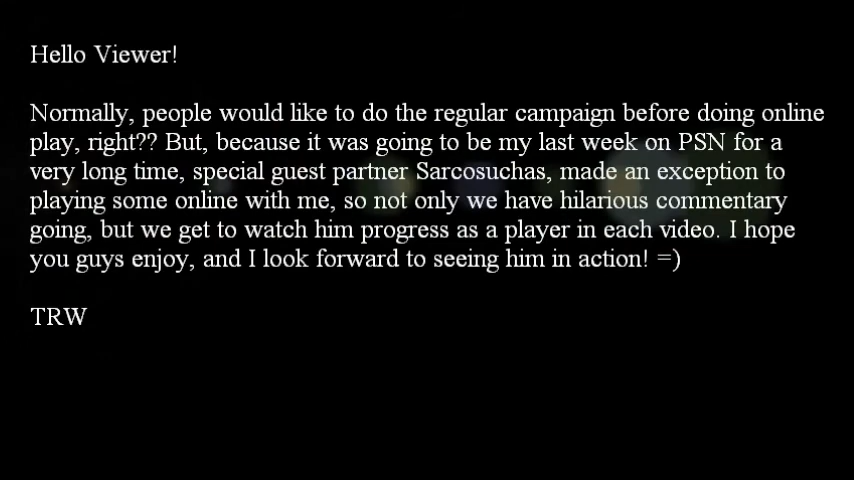 Hello Viewer!
Normally, people would like to do the regular campaign before doing online
play, right?? But, because it was going to be my last week on PSN for a
very long time, special guest partner Sarcosuchas, made an exception to
playing some online with me, so not only we have hilarious commentary
going, but we get to watch him progress as a player in each video. I hope
you guys enjoy, and I look forward to seeing him in action! =)
TRW